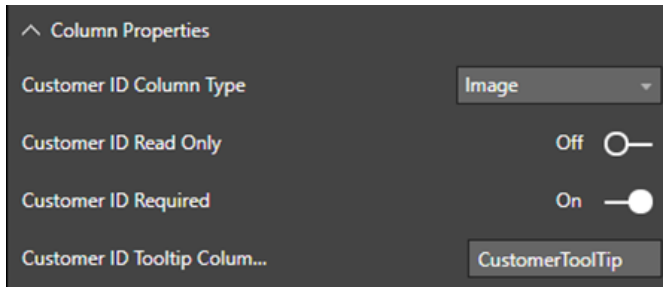 Column Properties
Customer ID Column Type Image
Customer ID Read Only Off
Customer ID Required On
Customer ID Tooltip Colum... CustomerToolTip